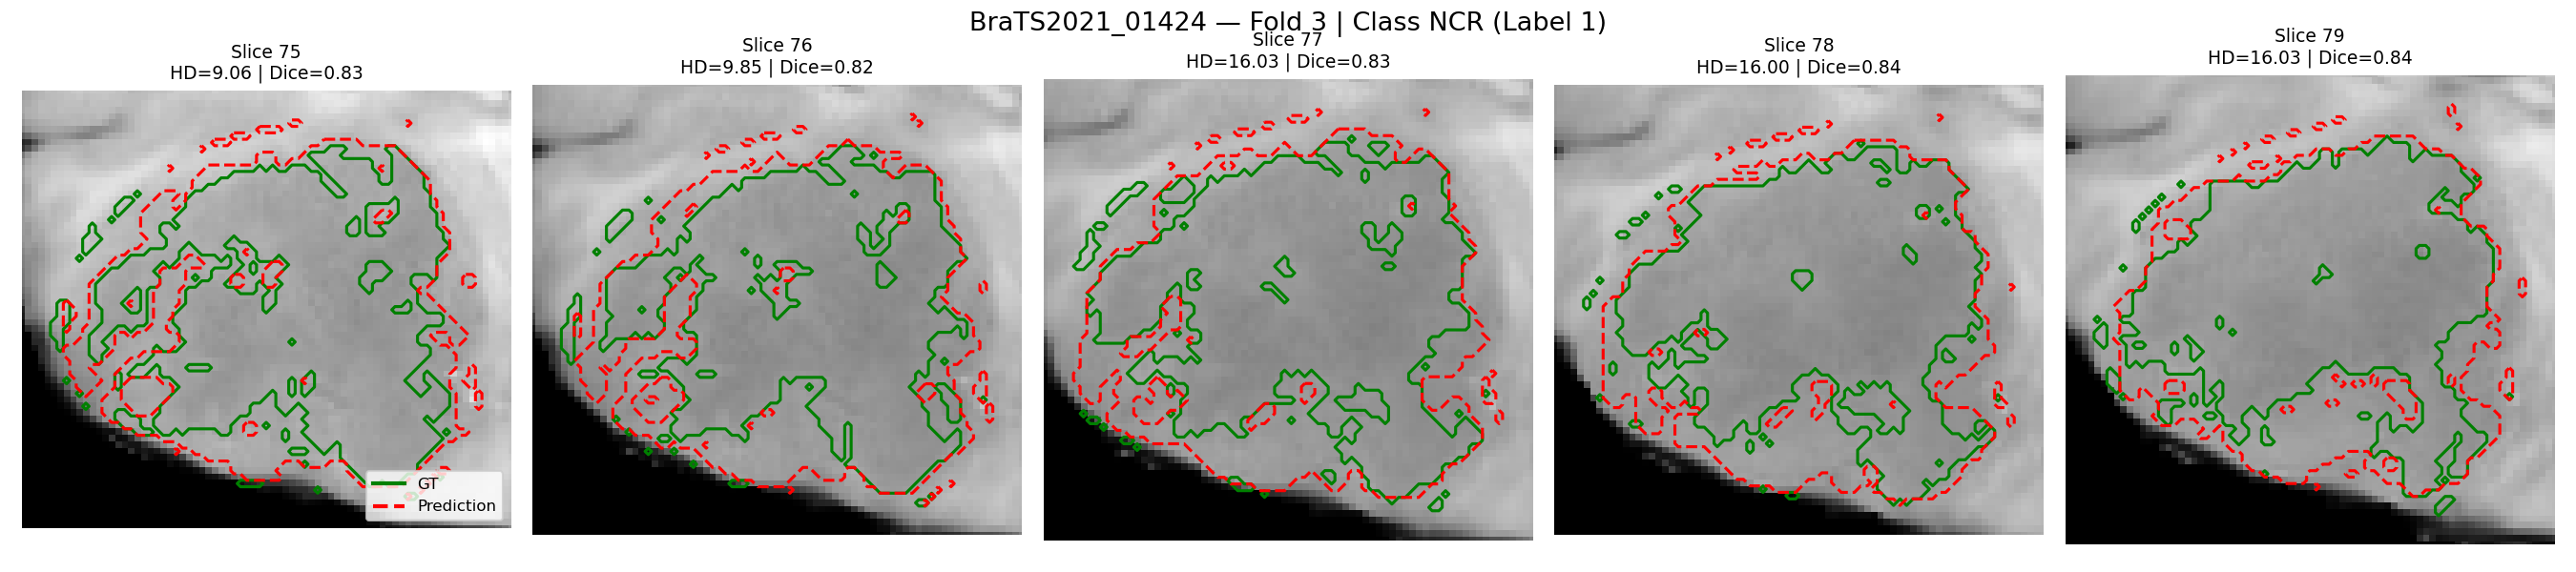 BraTS2021_01424 — Fold 3 | Class NCR (Label 1)
Slice 75
HD=9.06 | Dice=0.83
Slice 76
HD=9.85 | Dice=0.82
Slice 77
HD=16.03 | Dice=0.83
Slice 78
HD=16.00 | Dice=0.84
Slice 79
HD=16.03 | Dice=0.84
GT
Prediction